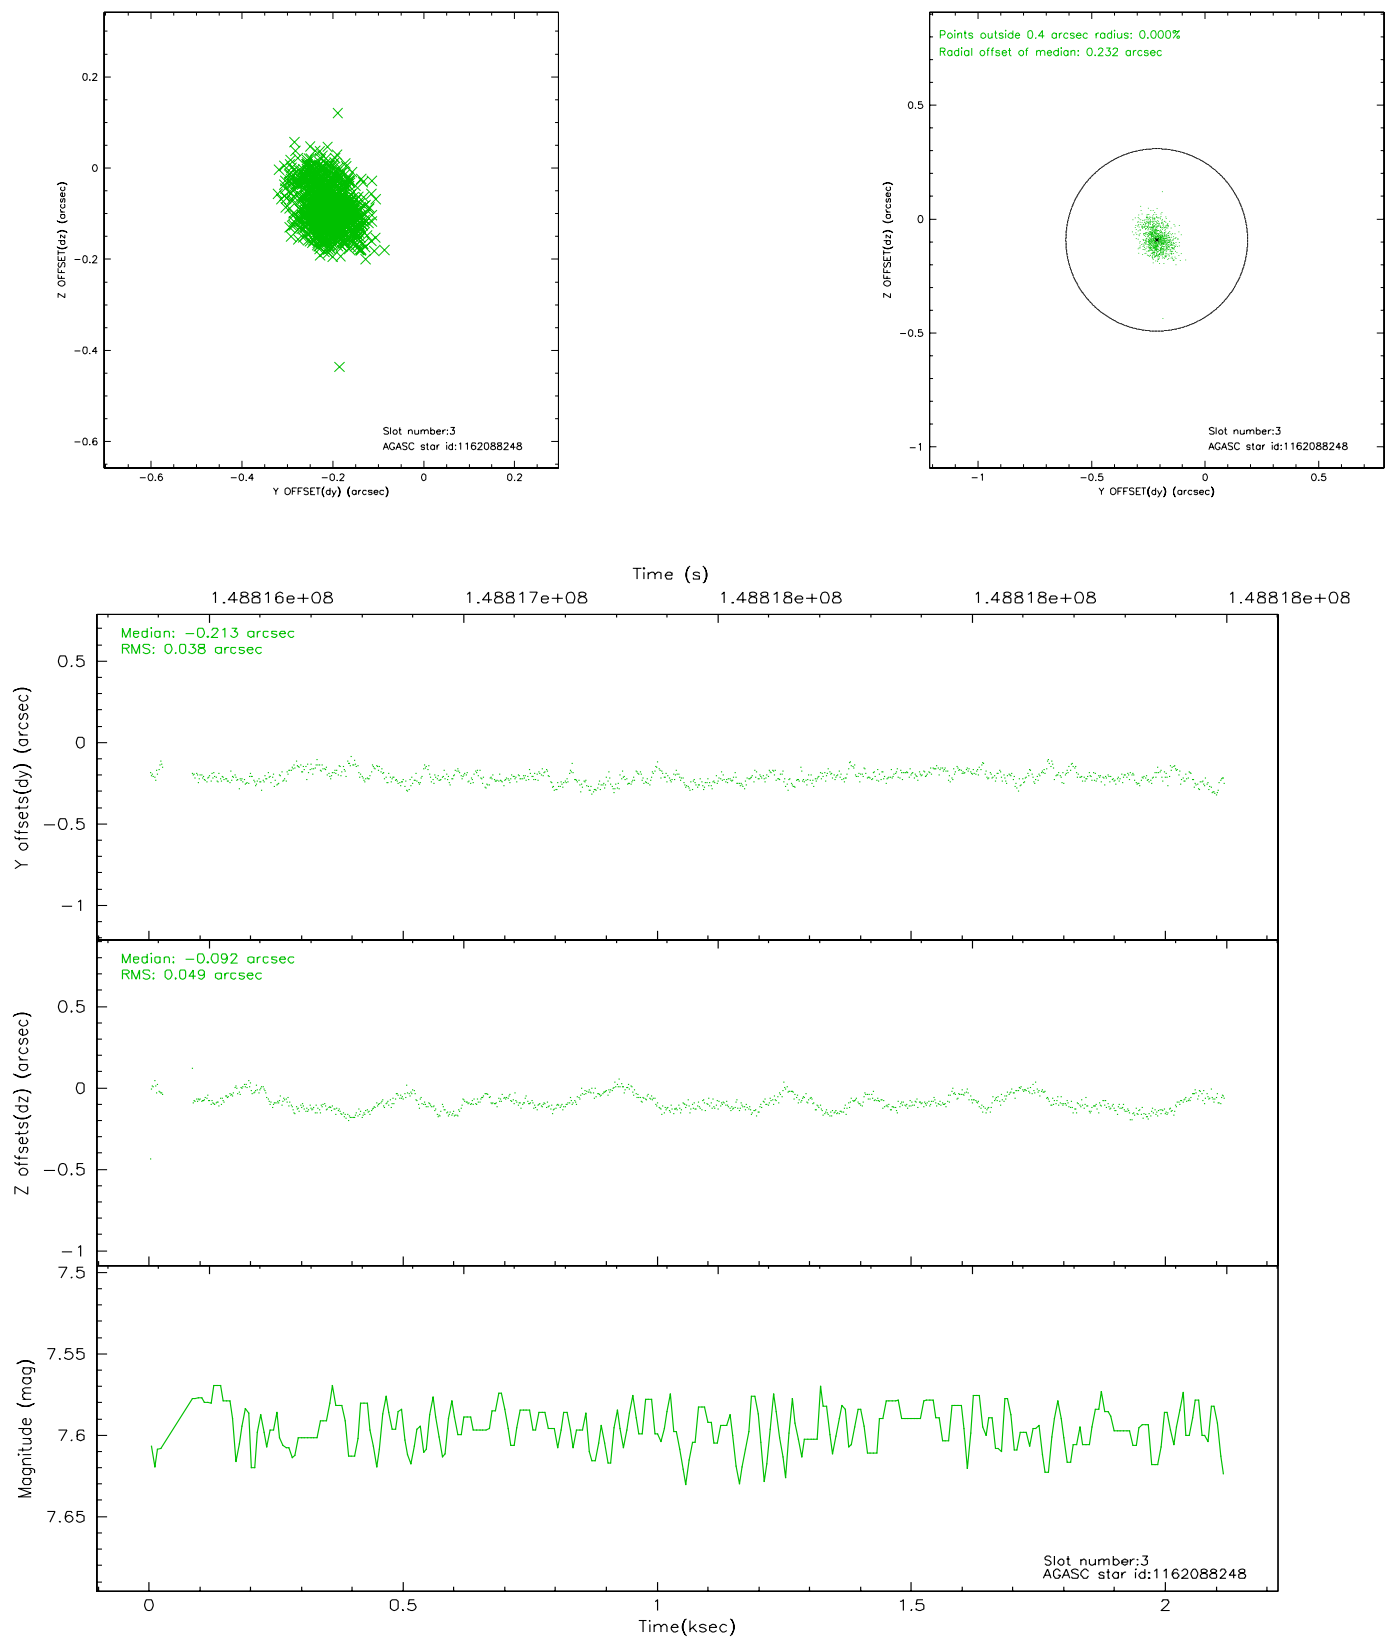 0.2
0
−0.2
−0.4
−0.6
Z OFFSET(dz) (arcsec)
Slot number:3
AGASC star id:1162088248
−0.6 −0.4 −0.2 0 0.2
Y OFFSET(dy) (arcsec)
Points outside 0.4 arcsec radius: 0.000%
Radial offset of median: 0.232 arcsec
0.5
0
−0.5
−1
Z OFFSET(dz) (arcsec)
Slot number:3
AGASC star id:1162088248
−1 −0.5 0 0.5
Y OFFSET(dy) (arcsec)
Time (s)
1.48816e+08 1.48817e+08 1.48818e+08 1.48818e+08 1.48818e+08
Median: −0.213 arcsec
RMS: 0.038 arcsec
0.5
0
−0.5
−1
Y offsets(dy) (arcsec)
Median: −0.092 arcsec
RMS: 0.049 arcsec
0.5
0
−0.5
−1
Z offsets(dz) (arcsec)
7.5
7.55
7.6
7.65
Magnitude (mag)
Slot number:3
AGASC star id:1162088248
0 0.5 1 1.5 2
Time(ksec)